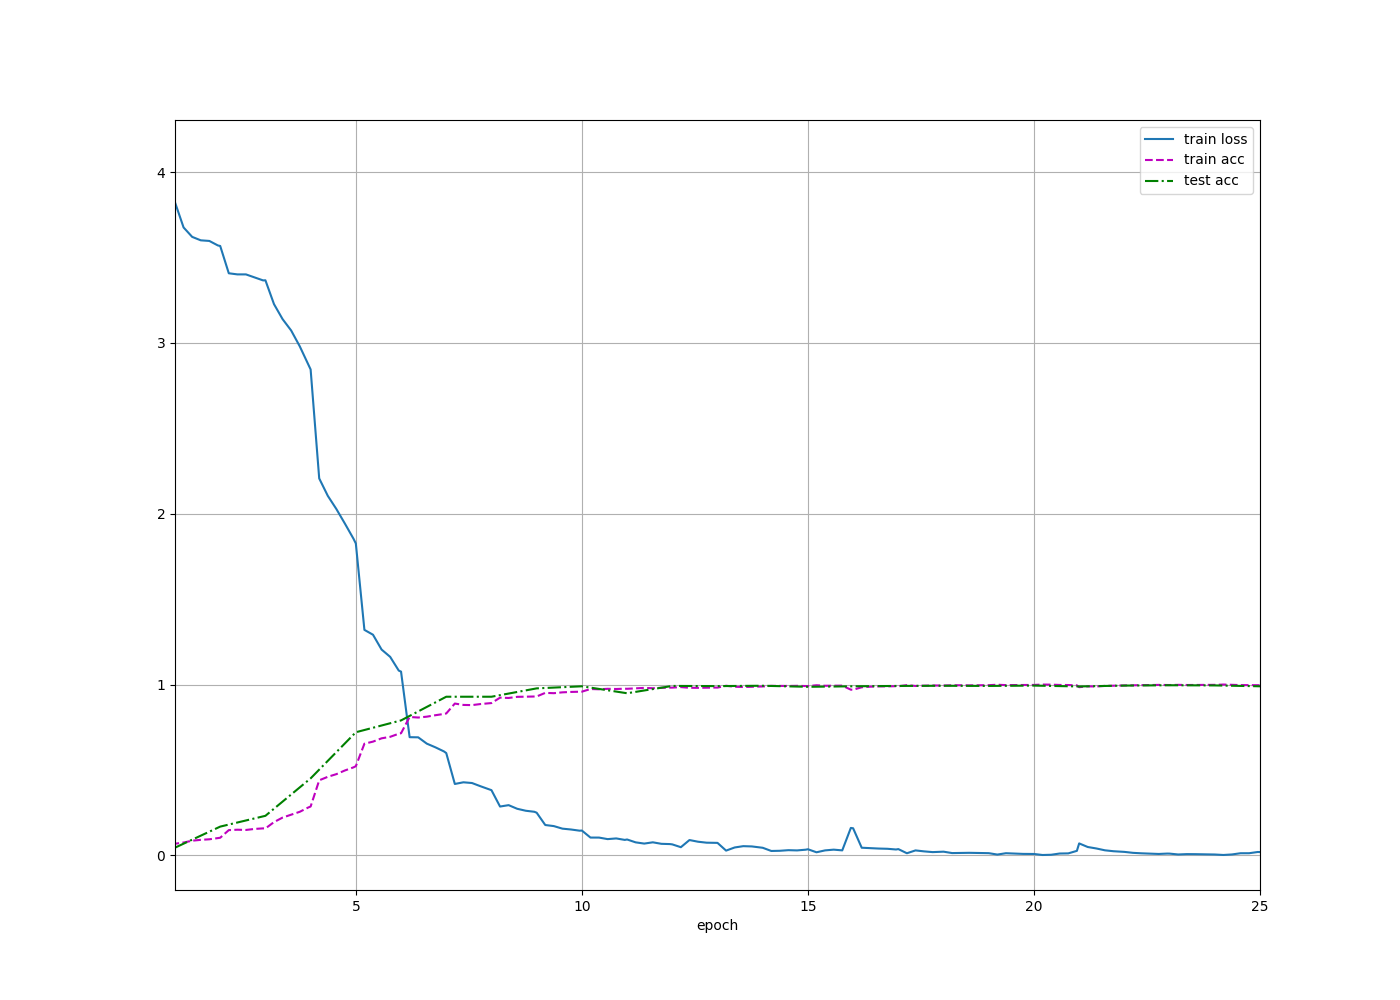 train loss
train acc
test acc
4
3
2
1
0
5 10 15 20 25
epoch